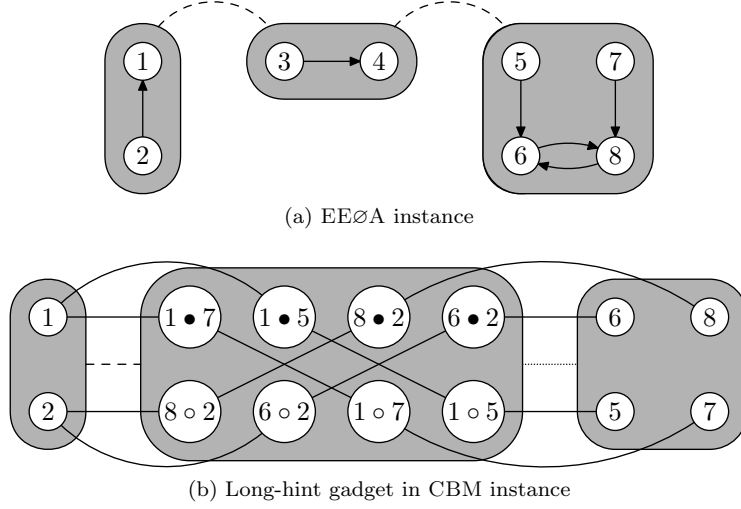 1 3 4 5 7
2 6 8
(a) EE∅A instance
1 1 • 7 1 • 5 8 • 2 6 • 2 6 8
2 8 ∘ 2 6 ∘ 2 1 ∘ 7 1 ∘ 5 5 7
(b) Long-hint gadget in CBM instance